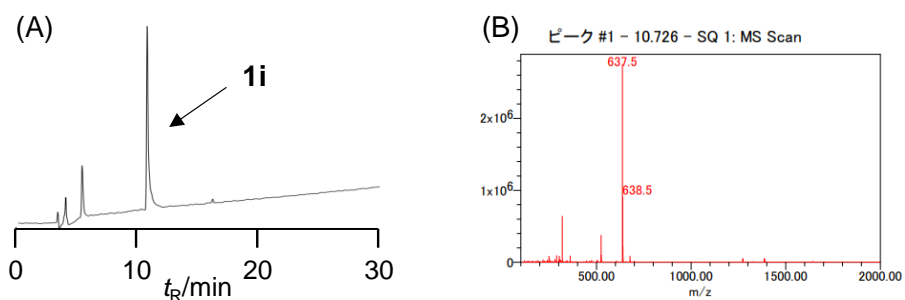 (A)
1i
0
10
20
30
tR/min
(B)
ピーク #1 - 10.726 - SQ 1: MS Scan
637.5
2x10⁶
1x10⁶
638.5
0
500.00
1000.00
1500.00
2000.00
m/z